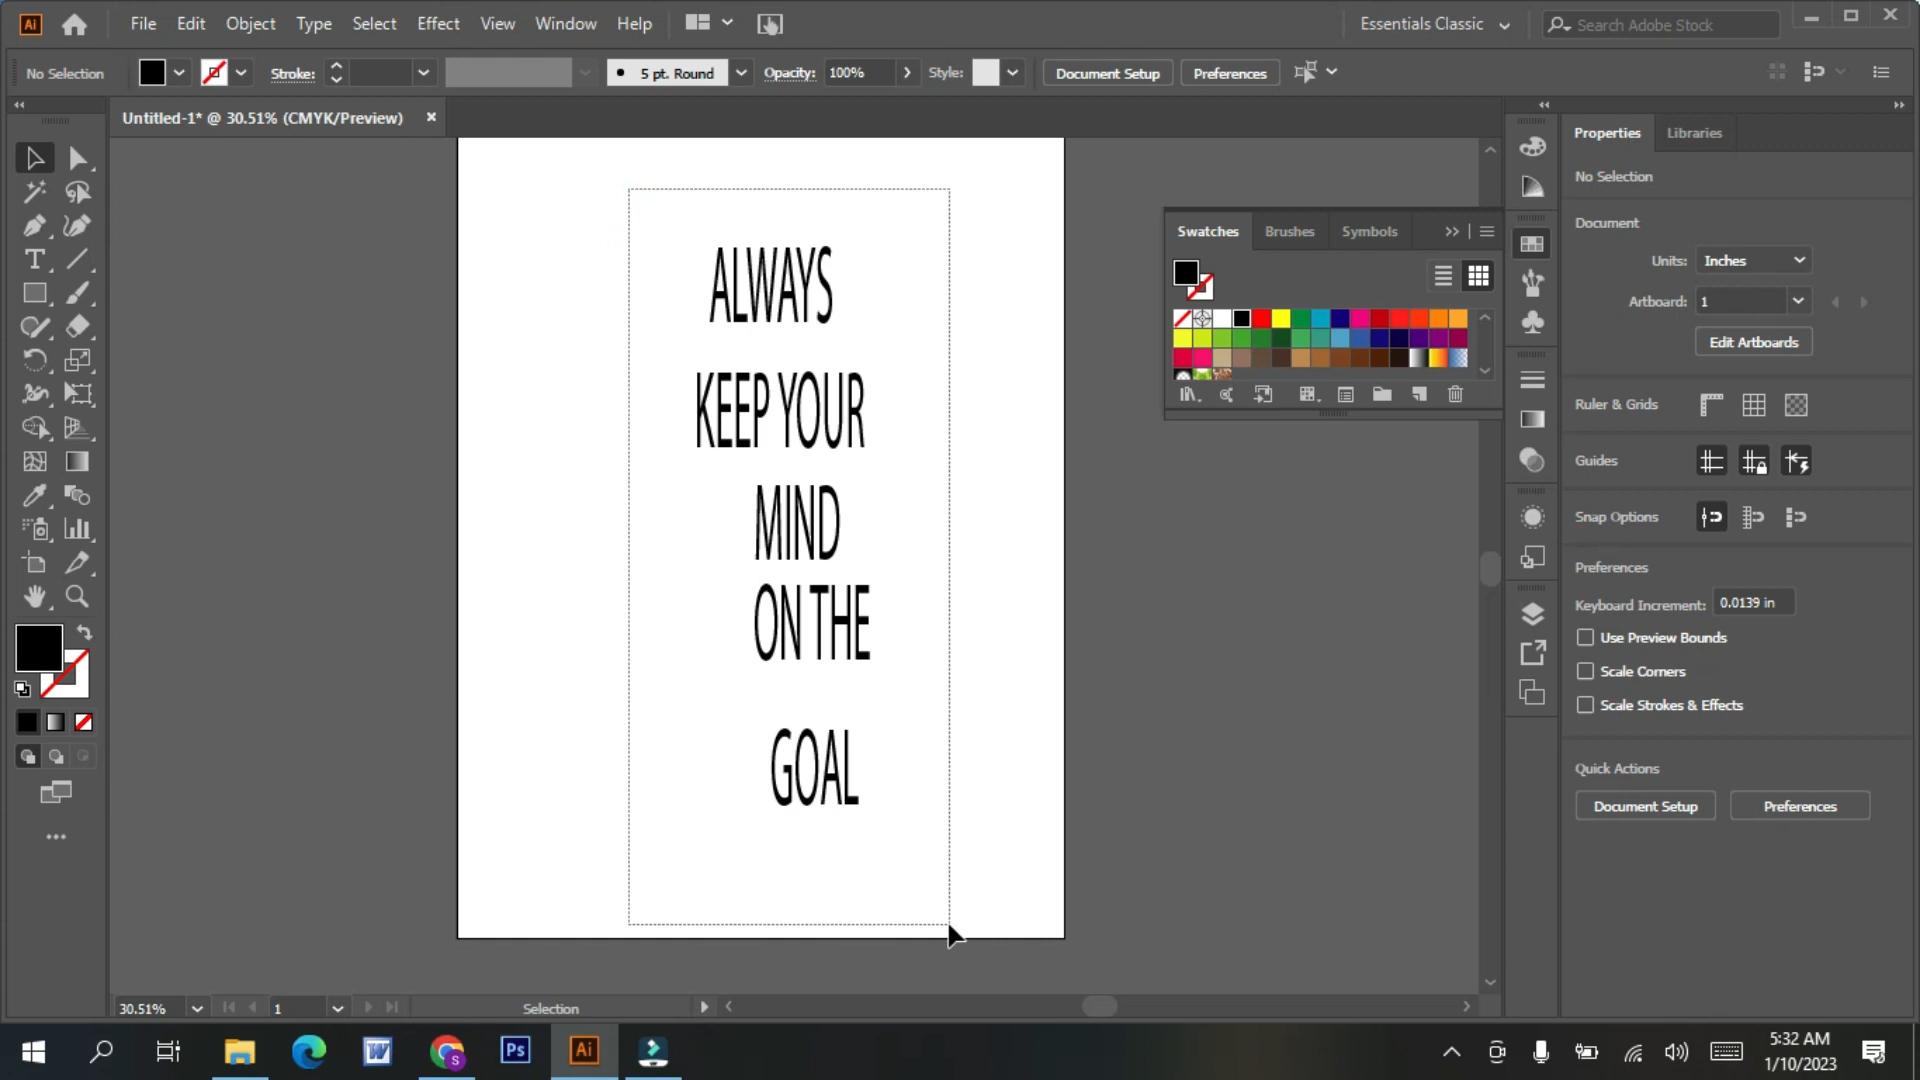 Ai File Edit Object Type Select Effect View Window Help Essentials Classic Search Adobe Stock
No Selection Stroke: 5 pt. Round Opacity: 100% Style: Document Setup Preferences
Untitled-1* @ 30.51% (CMYK/Preview)
Properties Libraries
No Selection
Document
Units: Inches
Artboard: 1
Edit Artboards
Ruler & Grids
Guides
Snap Options
Preferences
Keyboard Increment: 0.0139 in
Use Preview Bounds
Scale Corners
Scale Strokes & Effects
Quick Actions
Document Setup Preferences
Swatches Brushes Symbols
ALWAYS
KEEP YOUR
MIND
ON THE
GOAL
30.51% 1 Selection
W S Ps Ai
5:32 AM
1/10/2023